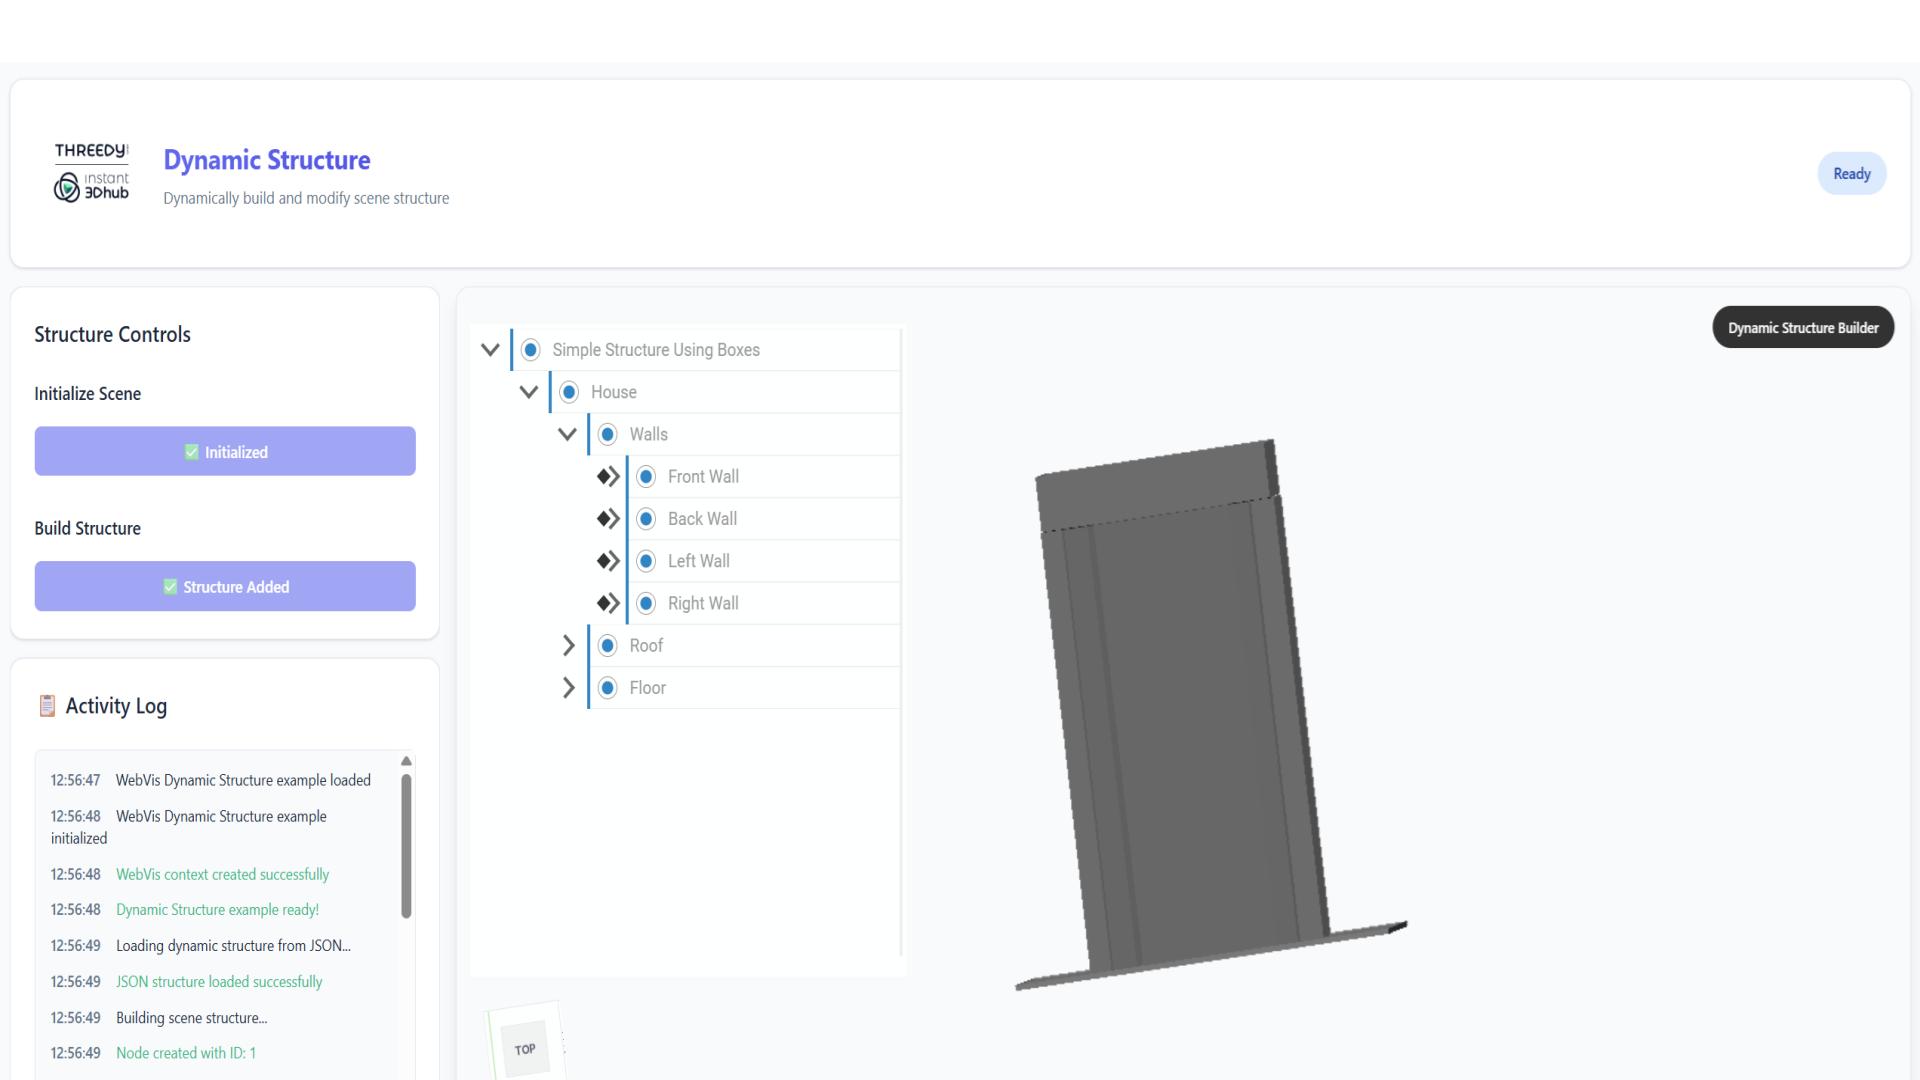 THREEDY
instant
3Dhub
Dynamic Structure
Dynamically build and modify scene structure
Ready
Structure Controls
Initialize Scene
✅ Initialized
Build Structure
✅ Structure Added
📋 Activity Log
12:56:47 WebVis Dynamic Structure example loaded
12:56:48 WebVis Dynamic Structure example
initialized
12:56:48 WebVis context created successfully
12:56:48 Dynamic Structure example ready!
12:56:49 Loading dynamic structure from JSON...
12:56:49 JSON structure loaded successfully
12:56:49 Building scene structure...
12:56:49 Node created with ID: 1
Simple Structure Using Boxes
House
Walls
Front Wall
Back Wall
Left Wall
Right Wall
Roof
Floor
Dynamic Structure Builder
TOP